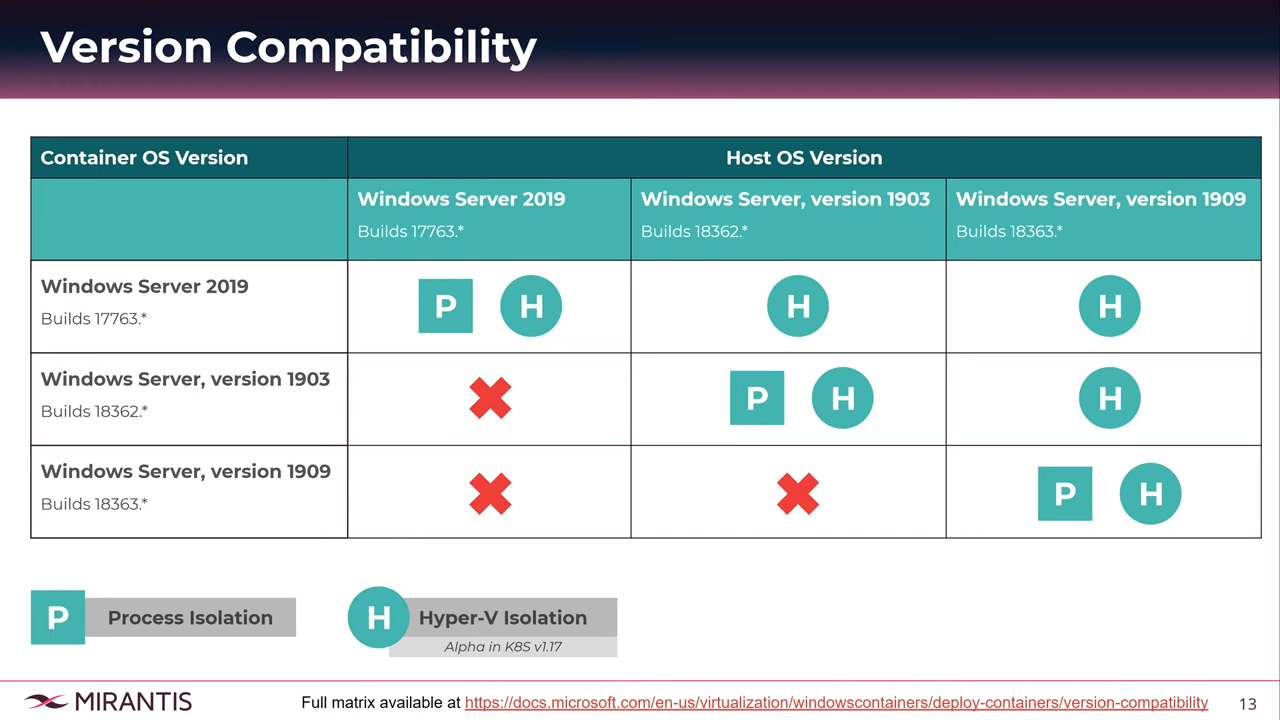 Version Compatibility
Container OS Version
Host OS Version
Windows Server 2019
Builds 17763.*
Windows Server, version 1903
Builds 18362.*
Windows Server, version 1909
Builds 18363.*
Windows Server 2019
Builds 17763.*
P H
H
H
Windows Server, version 1903
Builds 18362.*
P H
H
Windows Server, version 1909
Builds 18363.*
P H
P Process Isolation
H Hyper-V Isolation
Alpha in K8S v1.17
MIRANTIS
Full matrix available at https://docs.microsoft.com/en-us/virtualization/windowscontainers/deploy-containers/version-compatibility
13